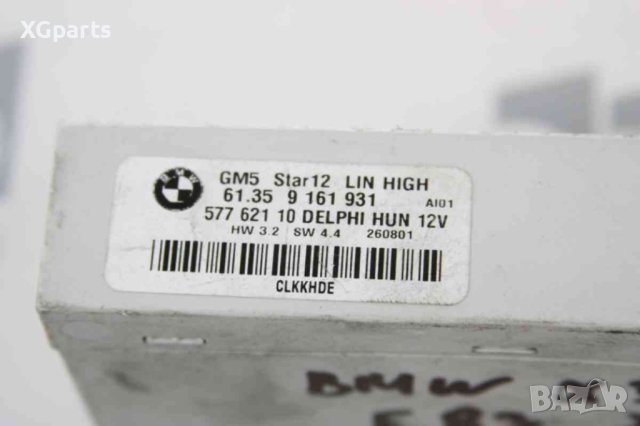 XGparts
BMW
GM5 Star12 LIN HIGH
61.35 9 161 931 AI01
577 621 10 DELPHI HUN 12V
HW 3.2 SW 4.4 260801
CLKKHDE
BMW
bazar